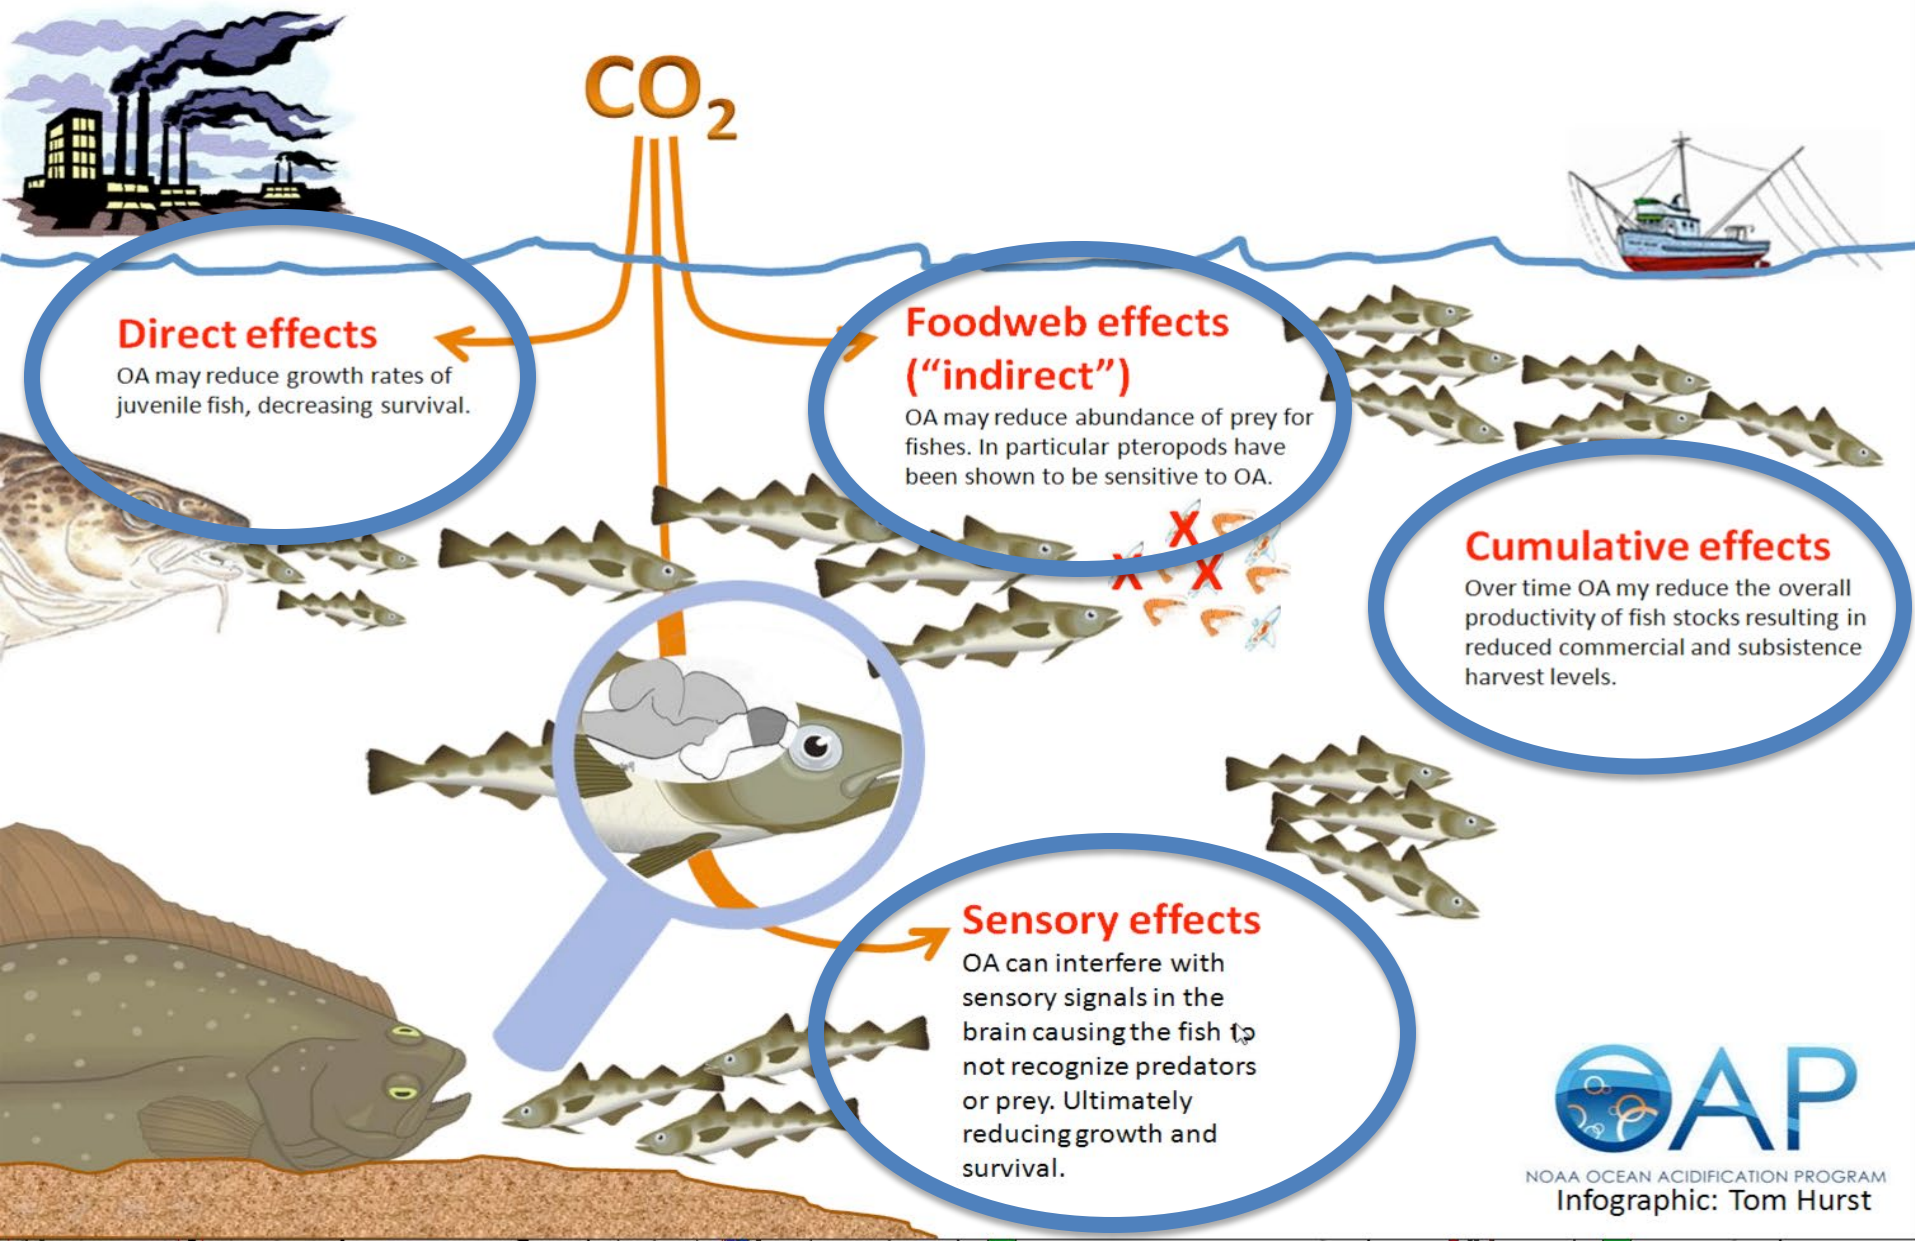 CO2
Direct effects
OA may reduce growth rates of
juvenile fish, decreasing survival.
Foodweb effects
(“indirect”)
OA may reduce abundance of prey for
fishes. In particular pteropods have
been shown to be sensitive to OA.
X
X
X
Cumulative effects
Over time OA my reduce the overall
productivity of fish stocks resulting in
reduced commercial and subsistence
harvest levels.
Sensory effects
OA can interfere with
sensory signals in the
brain causing the fish to
not recognize predators
or prey. Ultimately
reducing growth and
survival.
OAP
NOAA OCEAN ACIDIFICATION PROGRAM
Infographic: Tom Hurst